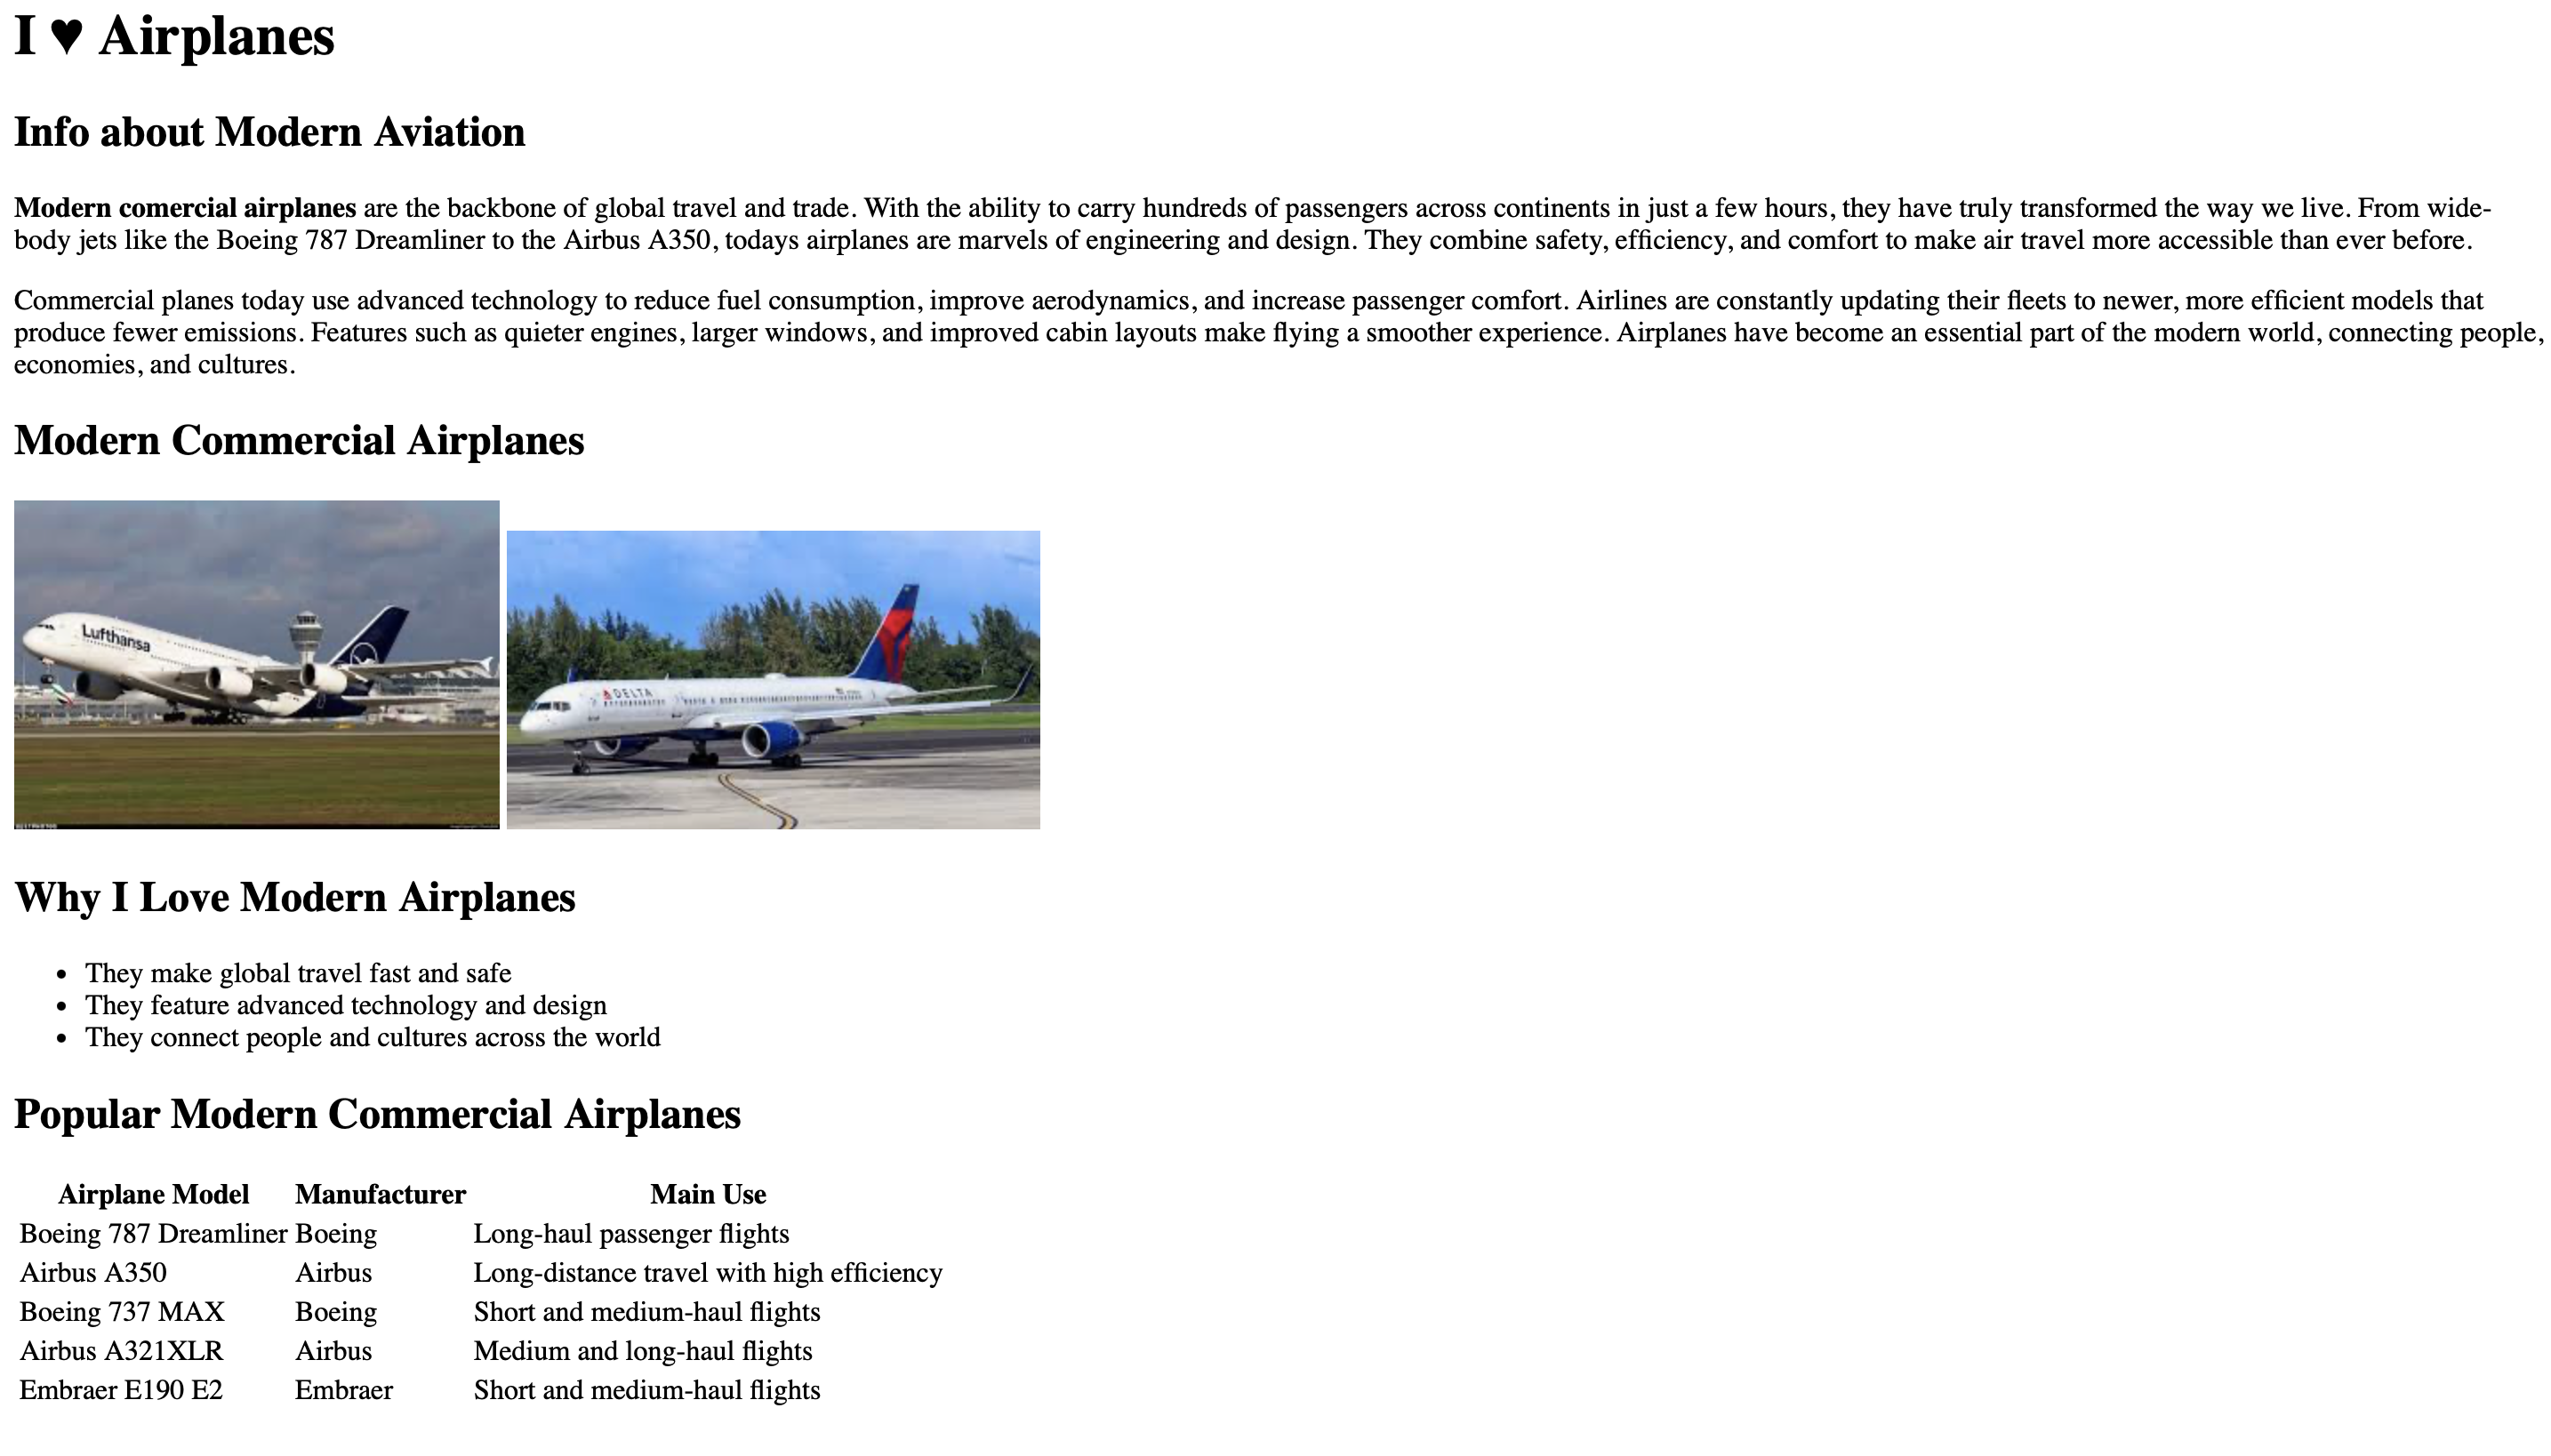 I ♥ Airplanes
Info about Modern Aviation
Modern comercial airplanes are the backbone of global travel and trade. With the ability to carry hundreds of passengers across continents in just a few hours, they have truly transformed the way we live. From wide-
body jets like the Boeing 787 Dreamliner to the Airbus A350, todays airplanes are marvels of engineering and design. They combine safety, efficiency, and comfort to make air travel more accessible than ever before.
Commercial planes today use advanced technology to reduce fuel consumption, improve aerodynamics, and increase passenger comfort. Airlines are constantly updating their fleets to newer, more efficient models that
produce fewer emissions. Features such as quieter engines, larger windows, and improved cabin layouts make flying a smoother experience. Airplanes have become an essential part of the modern world, connecting people,
economies, and cultures.
Modern Commercial Airplanes
Lufthansa
DELTA
Why I Love Modern Airplanes
• They make global travel fast and safe
• They feature advanced technology and design
• They connect people and cultures across the world
Popular Modern Commercial Airplanes
Airplane Model Manufacturer Main Use
Boeing 787 Dreamliner Boeing Long-haul passenger flights
Airbus A350 Airbus Long-distance travel with high efficiency
Boeing 737 MAX Boeing Short and medium-haul flights
Airbus A321XLR Airbus Medium and long-haul flights
Embraer E190 E2 Embraer Short and medium-haul flights